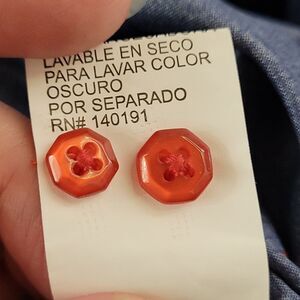 LAVABLE EN SECO
PARA LAVAR COLOR
OSCURO
POR SEPARADO
RN# 140191